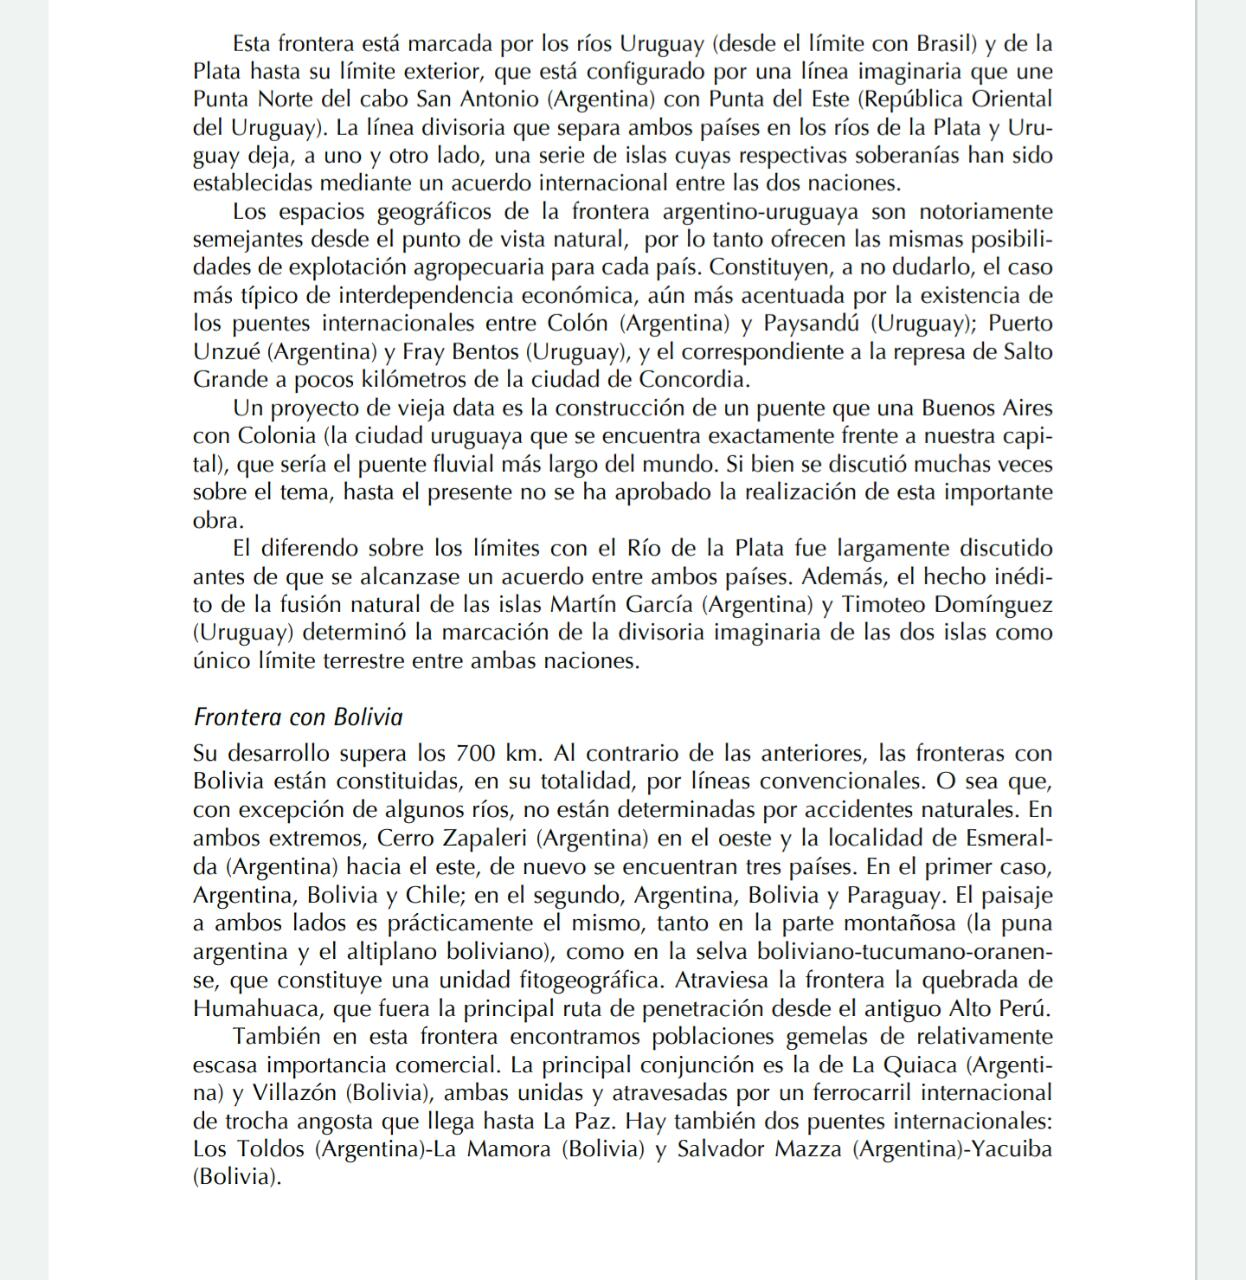 Esta frontera está marcada por los ríos Uruguay (desde el límite con Brasil) y de la
Plata hasta su límite exterior, que está configurado por una línea imaginaria que une
Punta Norte del cabo San Antonio (Argentina) con Punta del Este (República Oriental
del Uruguay). La línea divisoria que separa ambos países en los ríos de la Plata y Uru-
guay deja, a uno y otro lado, una serie de islas cuyas respectivas soberanías han sido
establecidas mediante un acuerdo internacional entre las dos naciones.
Los espacios geográficos de la frontera argentino-uruguaya son notoriamente
semejantes desde el punto de vista natural, por lo tanto ofrecen las mismas posibili-
dades de explotación agropecuaria para cada país. Constituyen, a no dudarlo, el caso
más típico de interdependencia económica, aún más acentuada por la existencia de
los puentes internacionales entre Colón (Argentina) y Paysandú (Uruguay); Puerto
Unzué (Argentina) y Fray Bentos (Uruguay), y el correspondiente a la represa de Salto
Grande a pocos kilómetros de la ciudad de Concordia.
Un proyecto de vieja data es la construcción de un puente que una Buenos Aires
con Colonia (la ciudad uruguaya que se encuentra exactamente frente a nuestra capi-
tal), que sería el puente fluvial más largo del mundo. Si bien se discutió muchas veces
sobre el tema, hasta el presente no se ha aprobado la realización de esta importante
obra.
El diferendo sobre los límites con el Río de la Plata fue largamente discutido
antes de que se alcanzase un acuerdo entre ambos países. Además, el hecho inédi-
to de la fusión natural de las islas Martín García (Argentina) y Timoteo Domínguez
(Uruguay) determinó la marcación de la divisoria imaginaria de las dos islas como
único límite terrestre entre ambas naciones.
Frontera con Bolivia
Su desarrollo supera los 700 km. Al contrario de las anteriores, las fronteras con
Bolivia están constituidas, en su totalidad, por líneas convencionales. O sea que,
con excepción de algunos ríos, no están determinadas por accidentes naturales. En
ambos extremos, Cerro Zapaleri (Argentina) en el oeste y la localidad de Esmeral-
da (Argentina) hacia el este, de nuevo se encuentran tres países. En el primer caso,
Argentina, Bolivia y Chile; en el segundo, Argentina, Bolivia y Paraguay. El paisaje
a ambos lados es prácticamente el mismo, tanto en la parte montañosa (la puna
argentina y el altiplano boliviano), como en la selva boliviano-tucumano-oranen-
se, que constituye una unidad fitogeográfica. Atraviesa la frontera la quebrada de
Humahuaca, que fuera la principal ruta de penetración desde el antiguo Alto Perú.
También en esta frontera encontramos poblaciones gemelas de relativamente
escasa importancia comercial. La principal conjunción es la de La Quiaca (Argenti-
na) y Villazón (Bolivia), ambas unidas y atravesadas por un ferrocarril internacional
de trocha angosta que llega hasta La Paz. Hay también dos puentes internacionales:
Los Toldos (Argentina)-La Mamora (Bolivia) y Salvador Mazza (Argentina)-Yacuiba
(Bolivia).